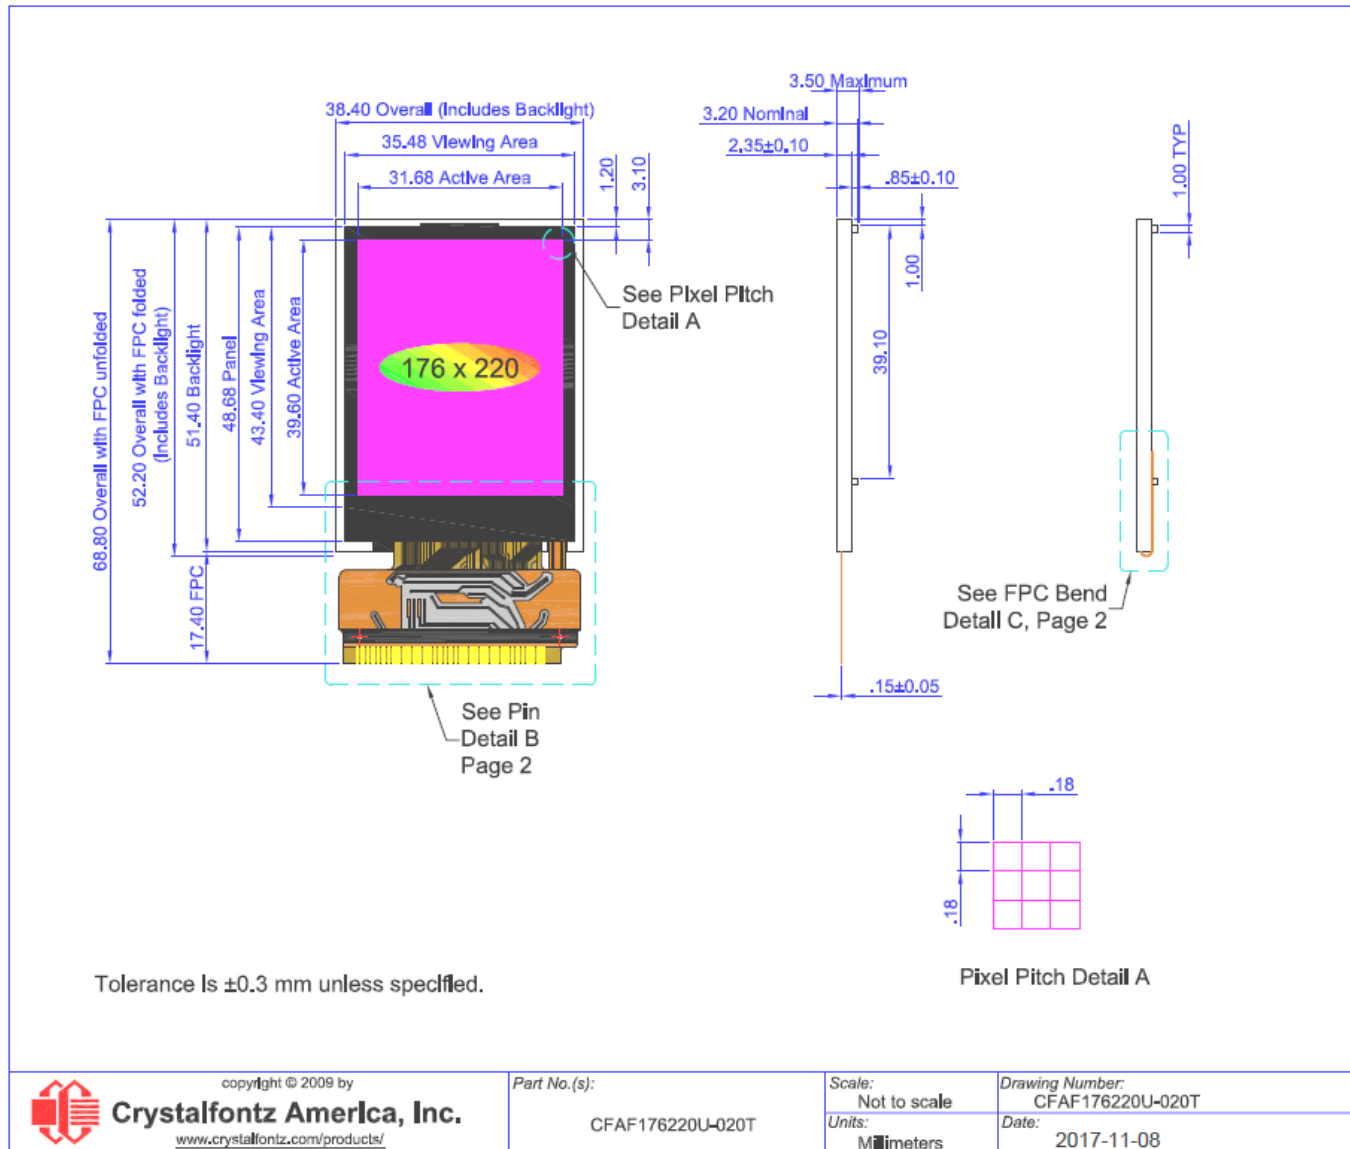 3.50 Maximum
38.40 Overall (Includes Backlight)
3.20 Nominal
35.48 Viewing Area
2.35±0.10
31.68 Active Area
1.20
3.10
.85±0.10
1.00 TYP
1.00
See Pixel Pitch
Detail A
68.80 Overall with FPC unfolded
52.20 Overall with FPC folded
(Includes Backlight)
51.40 Backlight
48.68 Panel
43.40 Viewing Area
39.60 Active Area
176 x 220
39.10
17.40 FPC
See FPC Bend
Detail C, Page 2
.15±0.05
See Pin
Detail B
Page 2
.18
.18
Pixel Pitch Detail A
Tolerance is ±0.3 mm unless specified.
copyright © 2009 by
Crystalfontz America, Inc.
www.crystalfontz.com/products/
Part No.(s):
CFAF176220U-020T
Scale:
Not to scale
Units:
Millimeters
Drawing Number:
CFAF176220U-020T
Date:
2017-11-08